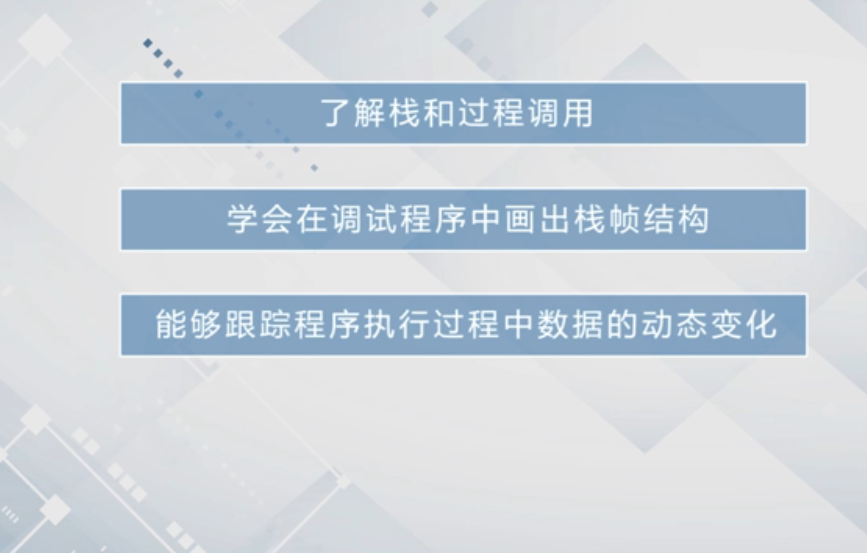 了解栈和过程调用
学会在调试程序中画出栈帧结构
能够跟踪程序执行过程中数据的动态变化